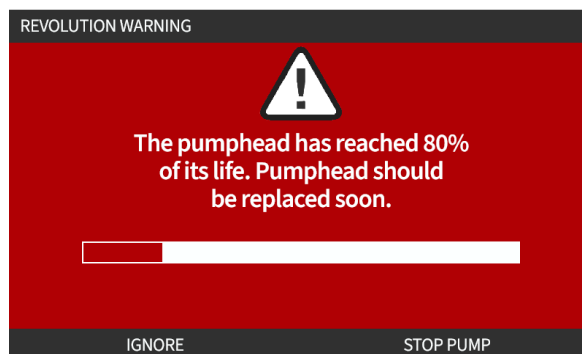 REVOLUTION WARNING
!
The pumphead has reached 80%
of its life. Pumphead should
be replaced soon.
IGNORE
STOP PUMP